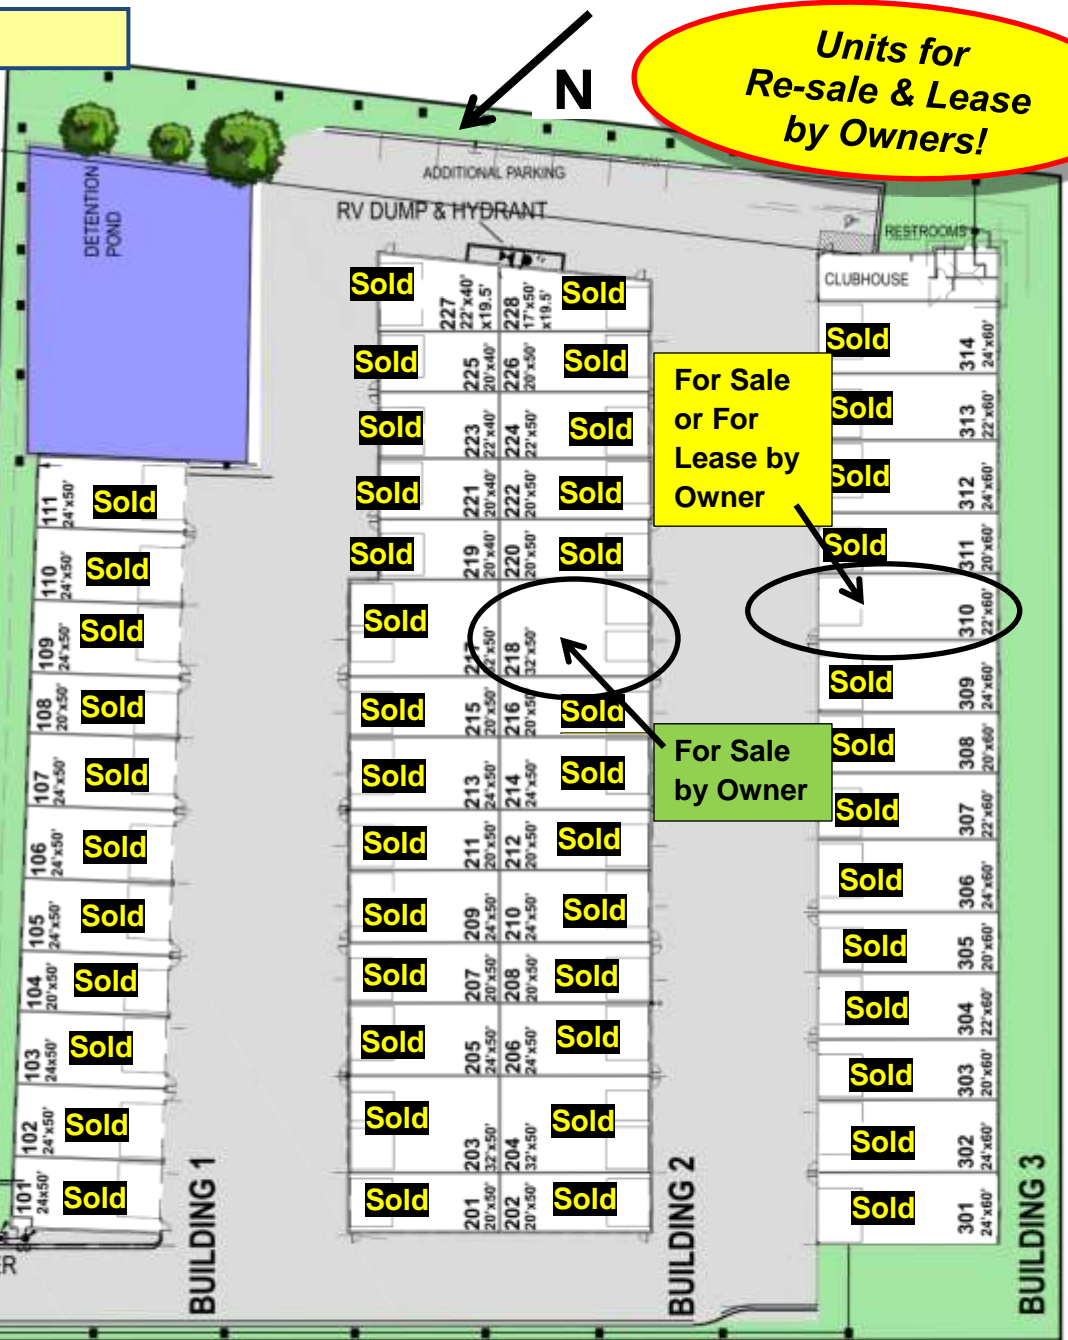 Units for
Re-sale & Lease
by Owners!
N
ADDITIONAL PARKING
RV DUMP & HYDRANT
DETENTION
POND
RESTROOMS
CLUBHOUSE
For Sale
or For
Lease by
Owner
For Sale
by Owner
111
24'x50'
Sold
110
24'x50'
Sold
109
24'x50'
Sold
108
20'x50'
Sold
107
24'x50'
Sold
106
24'x50'
Sold
105
24'x50'
Sold
104
20'x50'
Sold
103
24x50'
Sold
102
24'x50'
Sold
101
24x50'
Sold
BUILDING 1
Sold
227
22'x40'
x19.5'
228
17'x50'
x19.5'
Sold
Sold
225
20'x40'
226
20'x50'
Sold
Sold
223
22'x40'
224
22'x50'
Sold
Sold
221
20'x40'
222
20'x50'
Sold
Sold
219
20'x40'
220
20'x50'
Sold
Sold
218
32'x50'
Sold
215
20'x50'
216
20'x50'
Sold
Sold
213
24'x50'
214
24'x50'
Sold
Sold
211
20'x50'
212
20'x50'
Sold
Sold
209
24'x50'
210
24'x50'
Sold
Sold
207
20'x50'
208
20'x50'
Sold
Sold
205
24'x50'
206
24'x50'
Sold
Sold
203
32'x50'
204
32'x50'
Sold
Sold
201
20'x50'
202
20'x50'
Sold
BUILDING 2
Sold
314
24'x60'
Sold
313
22'x60'
Sold
312
24'x60'
Sold
311
20'x60'
310
22'x60'
Sold
309
24'x60'
Sold
308
20'x60'
Sold
307
22'x60'
Sold
306
24'x60'
Sold
305
20'x60'
Sold
304
22'x60'
Sold
303
20'x60'
Sold
302
24'x60'
Sold
301
24'x60'
BUILDING 3